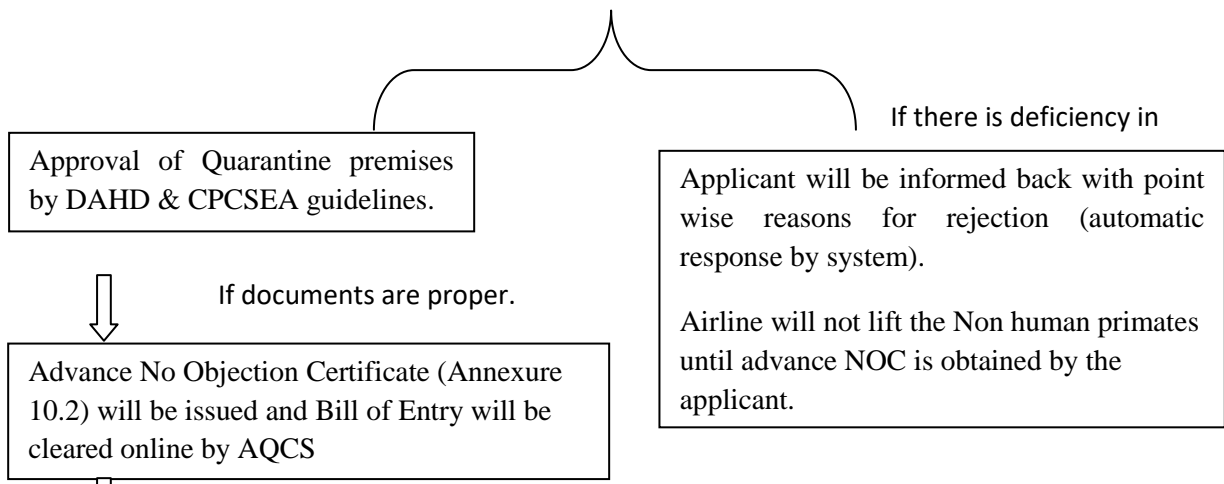 If there is deficiency in
Approval of Quarantine premises
by DAHD & CPCSEA guidelines.
Applicant will be informed back with point
wise reasons for rejection (automatic
response by system).
Airline will not lift the Non human primates
until advance NOC is obtained by the
applicant.
If documents are proper.
Advance No Objection Certificate (Annexure
10.2) will be issued and Bill of Entry will be
cleared online by AQCS